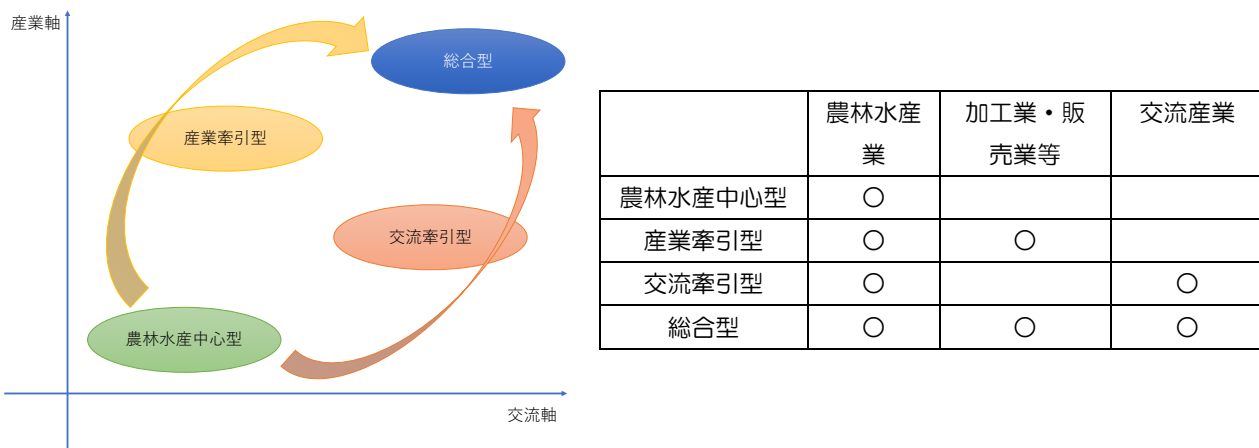 産業軸
総合型
産業牽引型
交流牽引型
農林水産中心型
交流軸
農林水産
業
加工業・販
売業等
交流産業
農林水産中心型 〇
産業牽引型 〇 〇
交流牽引型 〇 〇
総合型 〇 〇 〇